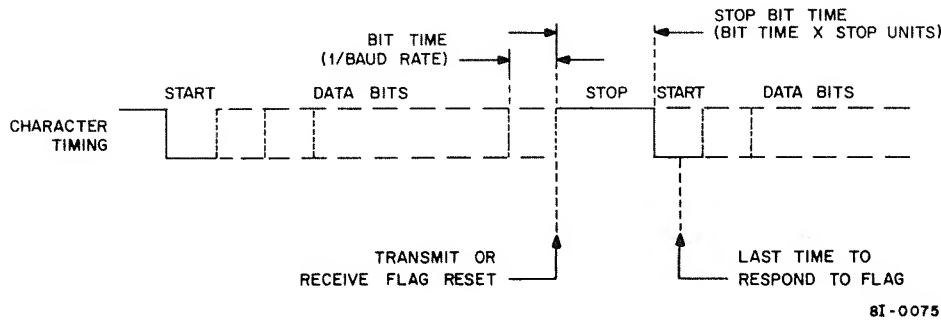 BIT TIME
(1/BAUD RATE)
STOP BIT TIME
(BIT TIME X STOP UNITS)
START
DATA BITS
STOP
START
DATA BITS
CHARACTER
TIMING
TRANSMIT OR
RECEIVE FLAG RESET
LAST TIME TO
RESPOND TO FLAG
8I-0075